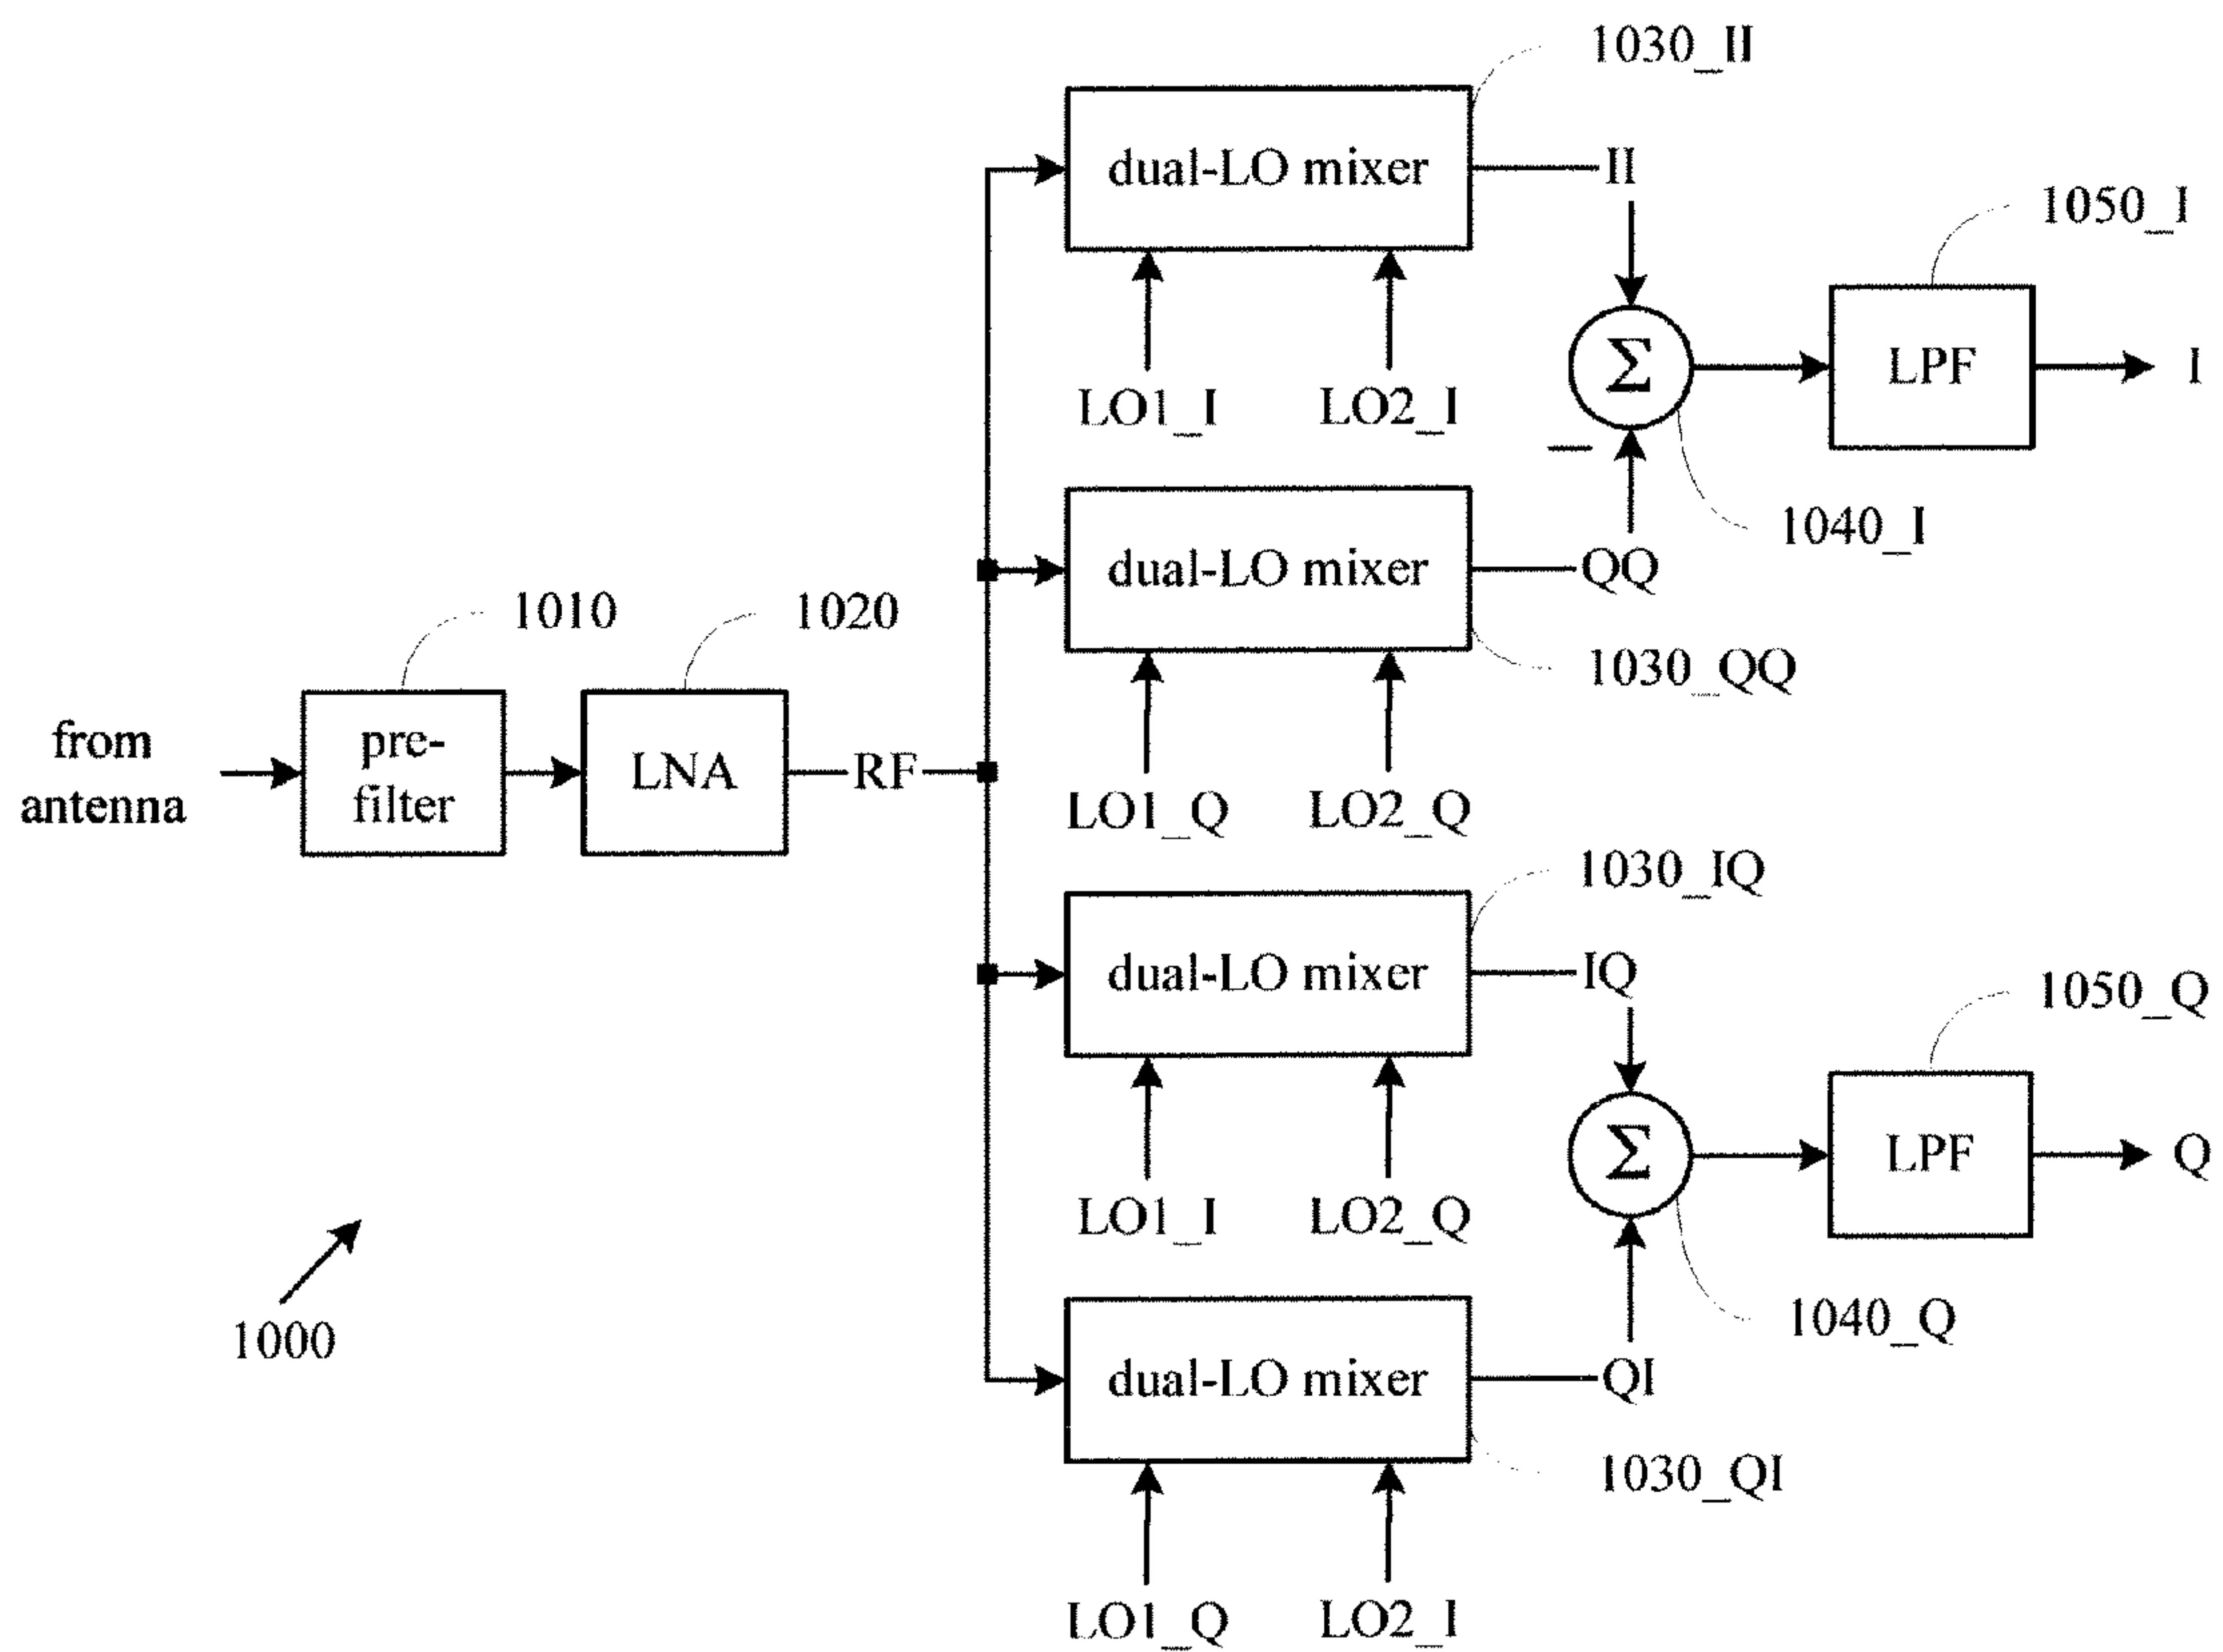 1030_II
dual-LO mixer
II
1050_I
LO1_I
LO2_I
Σ
LPF
I
–
1040_I
dual-LO mixer
QQ
1030_QQ
1010
1020
from
antenna
pre-
filter
LNA
RF
LO1_Q
LO2_Q
1030_IQ
dual-LO mixer
IQ
1050_Q
LO1_I
LO2_Q
Σ
LPF
Q
1040_Q
1000
dual-LO mixer
QI
1030_QI
LO1_Q
LO2_I